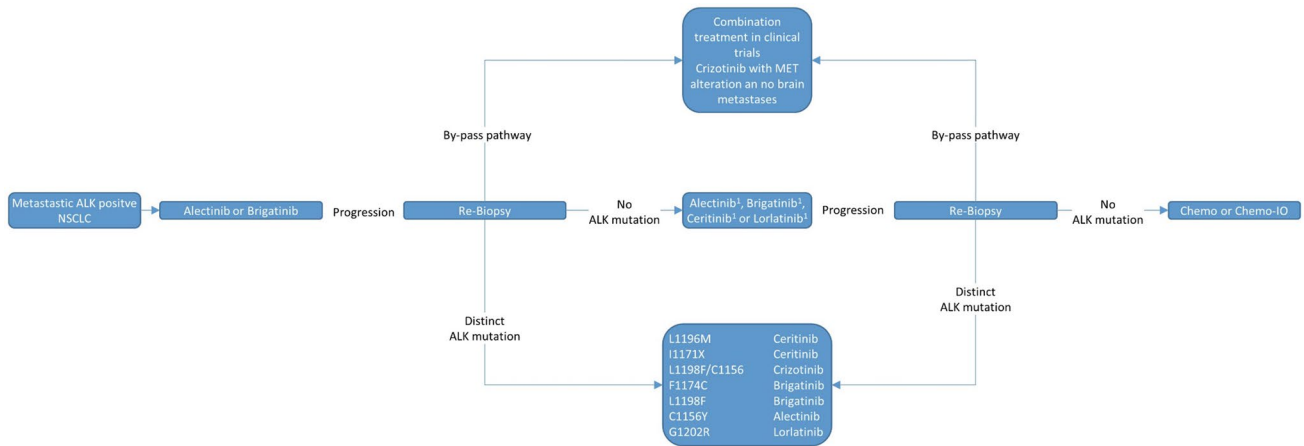 Combination
treatment in clinical
trials
Crizotinib with MET
alteration an no brain
metastases
By-pass pathway
By-pass pathway
Metastastic ALK positve
NSCLC
Alectinib or Brigatinib
Progression
Re-Biopsy
No
ALK mutation
Alectinib¹, Brigatinib¹,
Ceritinib¹ or Lorlatinib¹
Progression
Re-Biopsy
No
ALK mutation
Chemo or Chemo-IO
Distinct
ALK mutation
Distinct
ALK mutation
L1196M Ceritinib
I1171X Ceritinib
L1198F/C1156 Crizotinib
F1174C Brigatinib
L1198F Brigatinib
C1156Y Alectinib
G1202R Lorlatinib